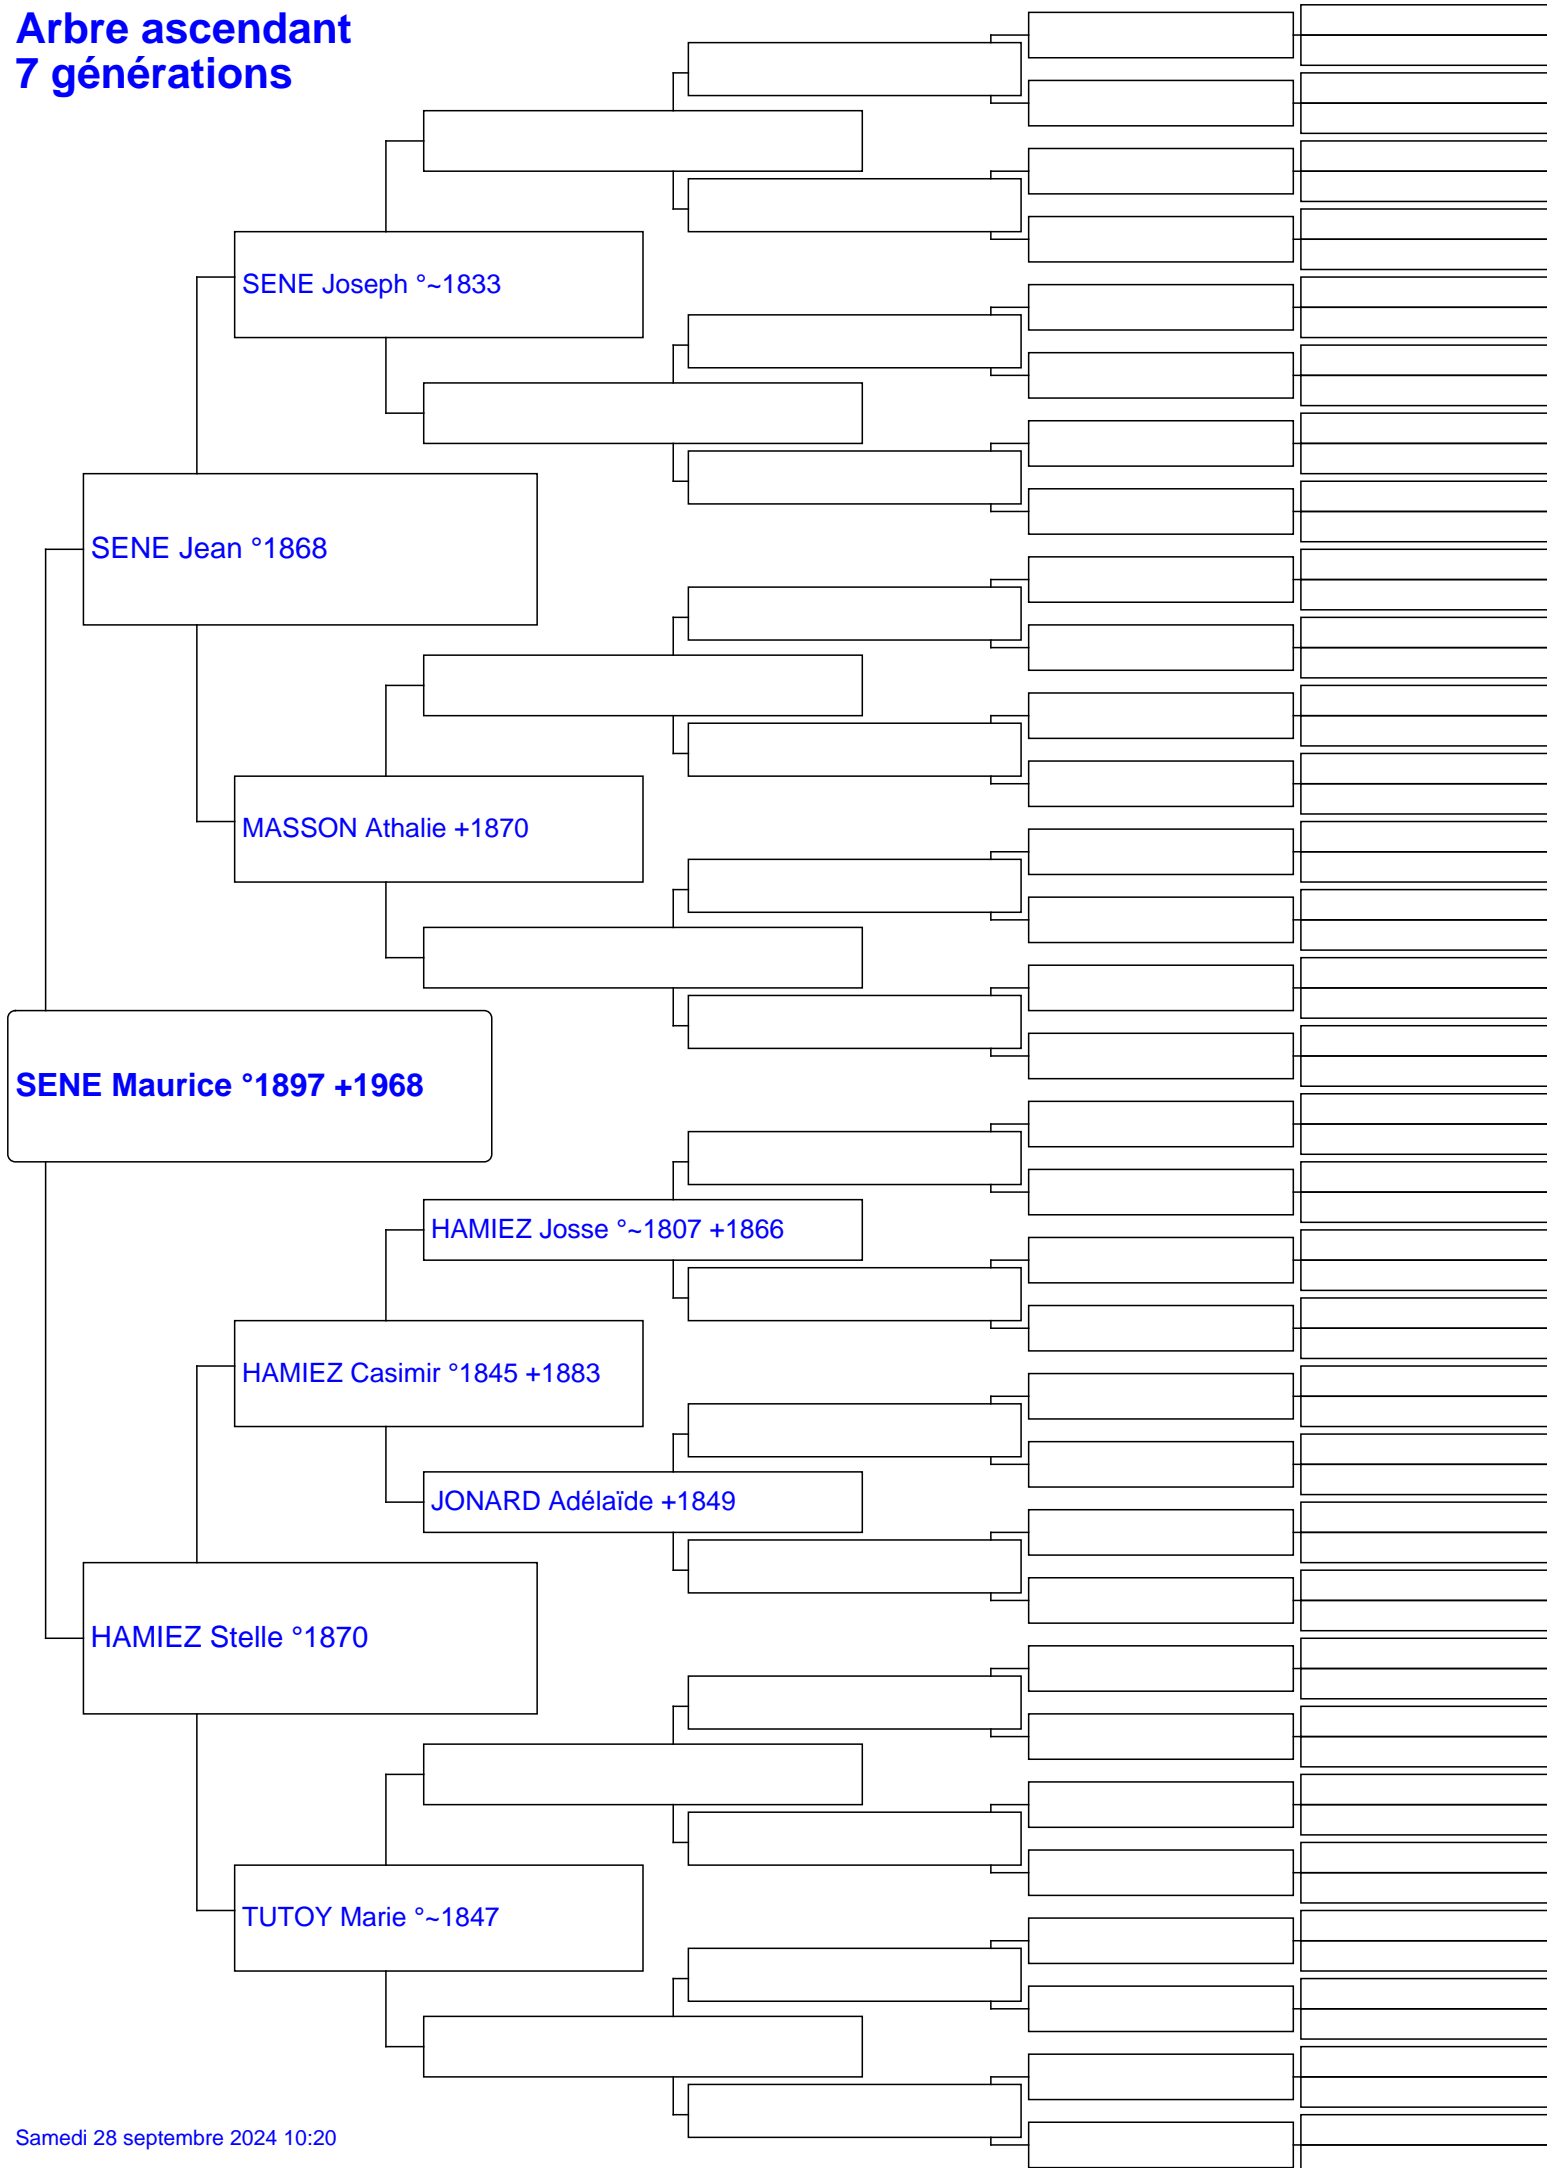 Arbre ascendant
7 générations
SENE Joseph °~1833
SENE Jean °1868
MASSON Athalie +1870
SENE Maurice °1897 +1968
HAMIEZ Josse °~1807 +1866
HAMIEZ Casimir °1845 +1883
JONARD Adélaïde +1849
HAMIEZ Stelle °1870
TUTOY Marie °~1847
Samedi 28 septembre 2024 10:20